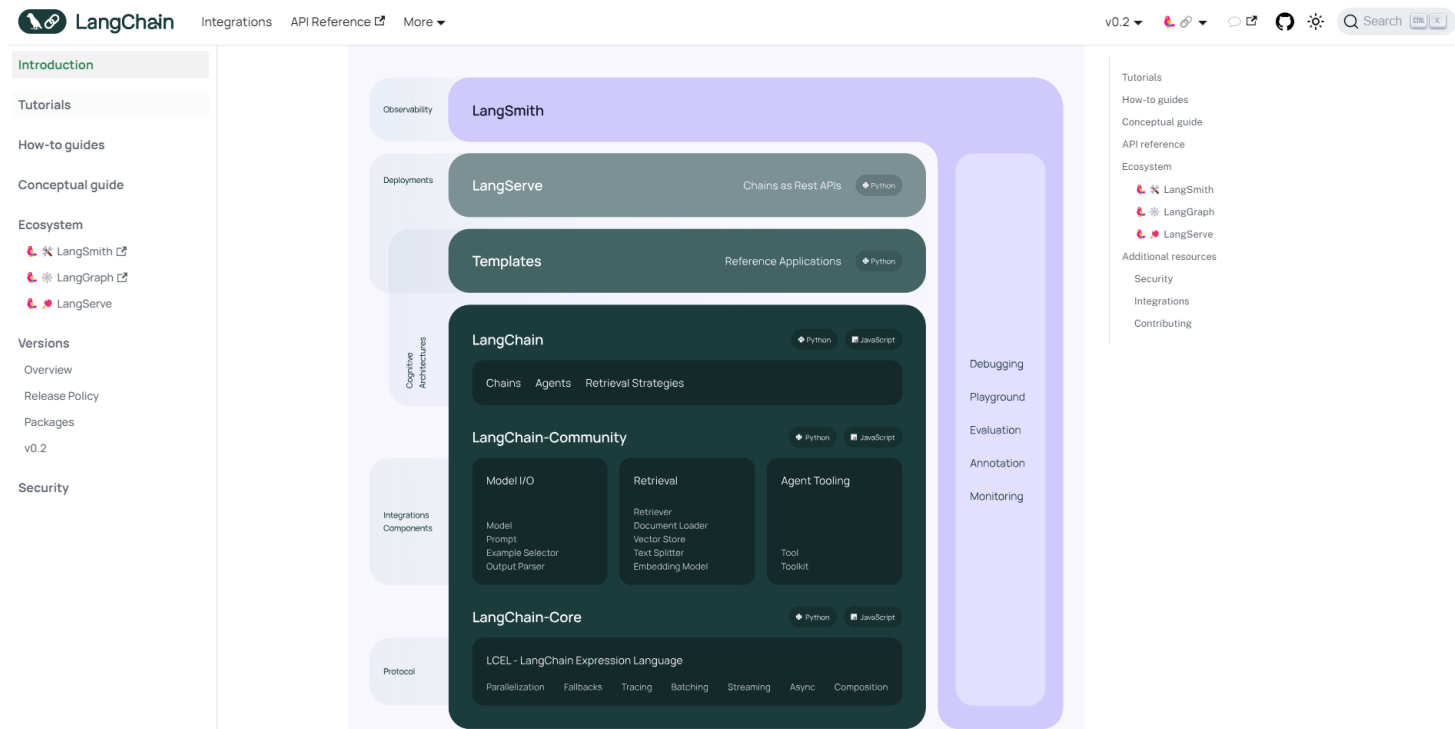 LangChain
Integrations
API Reference
More
v0.2
Search
CTRL
K
Introduction
Tutorials
How-to guides
Conceptual guide
Ecosystem
LangSmith
LangGraph
LangServe
Versions
Overview
Release Policy
Packages
v0.2
Security
Observability
LangSmith
Deployments
LangServe
Chains as Rest APIs
Python
Templates
Reference Applications
Python
Cognitive
Architectures
LangChain
Python
JavaScript
Chains
Agents
Retrieval Strategies
LangChain-Community
Python
JavaScript
Integrations
Components
Model I/O
Model
Prompt
Example Selector
Output Parser
Retrieval
Retriever
Document Loader
Vector Store
Text Splitter
Embedding Model
Agent Tooling
Tool
Toolkit
LangChain-Core
Python
JavaScript
Protocol
LCEL - LangChain Expression Language
Parallelization
Fallbacks
Tracing
Batching
Streaming
Async
Composition
Debugging
Playground
Evaluation
Annotation
Monitoring
Tutorials
How-to guides
Conceptual guide
API reference
Ecosystem
LangSmith
LangGraph
LangServe
Additional resources
Security
Integrations
Contributing